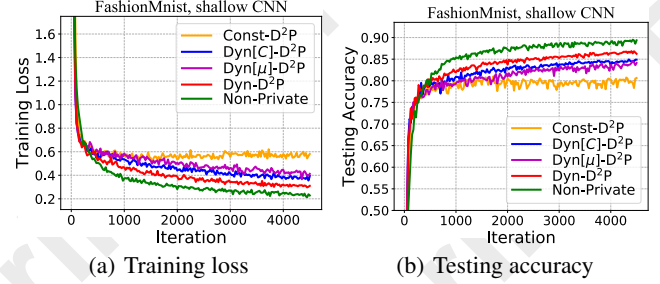 FashionMnist, shallow CNN
Training Loss
1.6
1.4
1.2
1.0
0.8
0.6
0.4
0.2
Const-D²P
Dyn[C]-D²P
Dyn[μ]-D²P
Dyn-D²P
Non-Private
0 1000 2000 3000 4000
Iteration
(a) Training loss
FashionMnist, shallow CNN
Testing Accuracy
0.90
0.85
0.80
0.75
0.70
0.65
0.60
0.55
0.50
Const-D²P
Dyn[C]-D²P
Dyn[μ]-D²P
Dyn-D²P
Non-Private
0 1000 2000 3000 4000
Iteration
(b) Testing accuracy